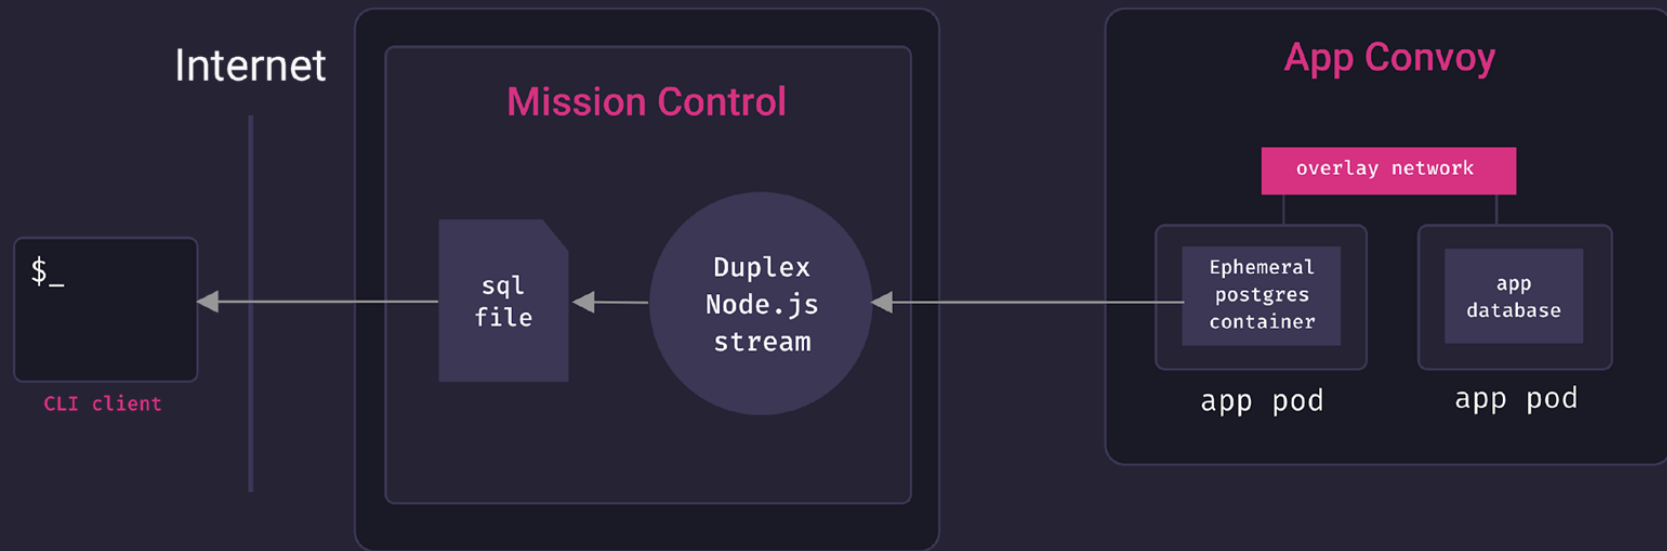 Internet
Mission Control
App Convoy
overlay network
$_
CLI client
sql
file
Duplex
Node.js
stream
Ephemeral
postgres
container
app pod
app
database
app pod